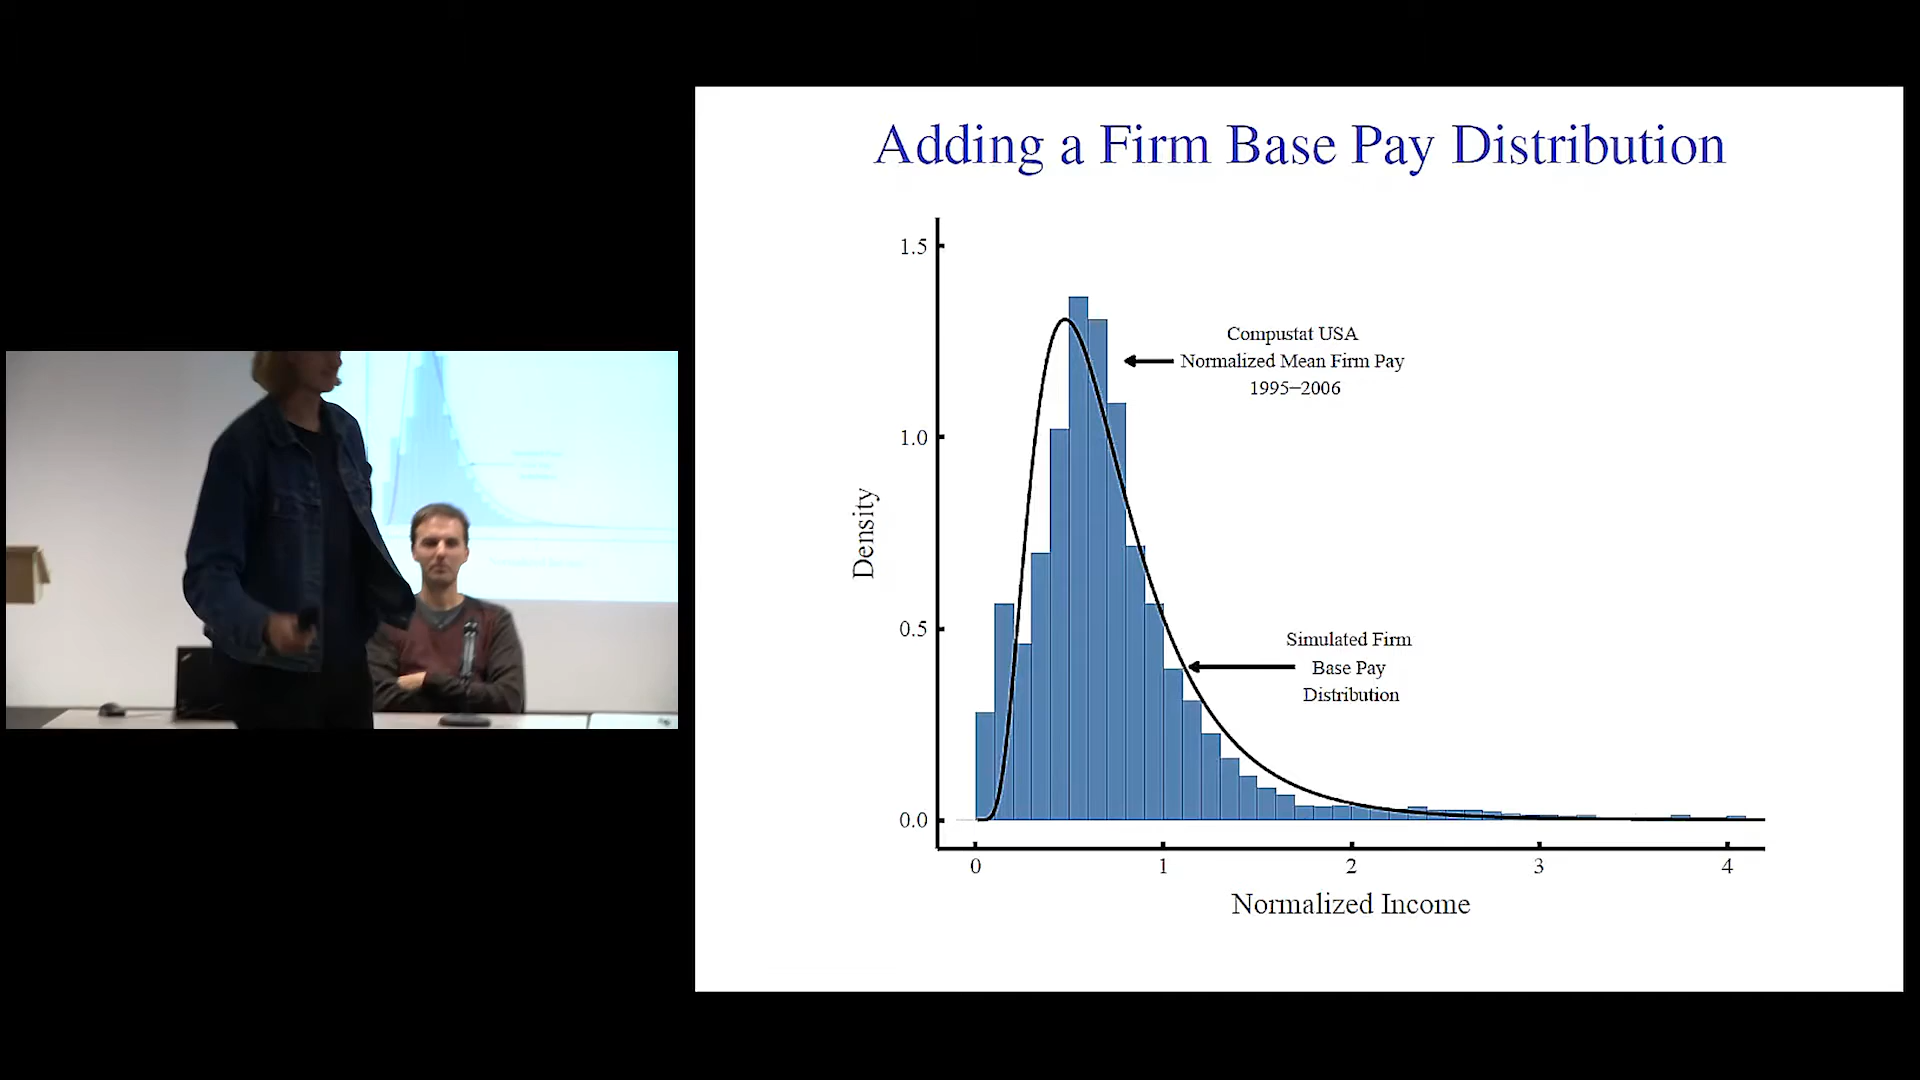 Adding a Firm Base Pay Distribution
1.5
1.0
0.5
0.0
Density
Compustat USA
Normalized Mean Firm Pay
1995–2006
Simulated Firm
Base Pay
Distribution
0 1 2 3 4
Normalized Income